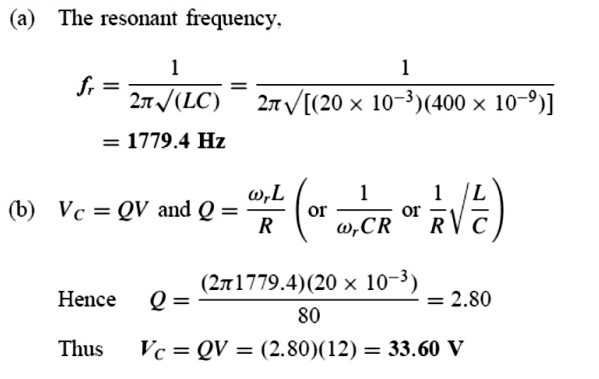 (a) The resonant frequency,
fᵣ = 1 / 2π√(LC) = 1 / 2π√[(20 × 10⁻³)(400 × 10⁻⁹)]
= 1779.4 Hz
(b) V_C = QV and Q = ωᵣL / R (or 1 / ωᵣCR or 1/R √(L/C))
Hence Q = (2π1779.4)(20 × 10⁻³) / 80 = 2.80
Thus V_C = QV = (2.80)(12) = 33.60 V